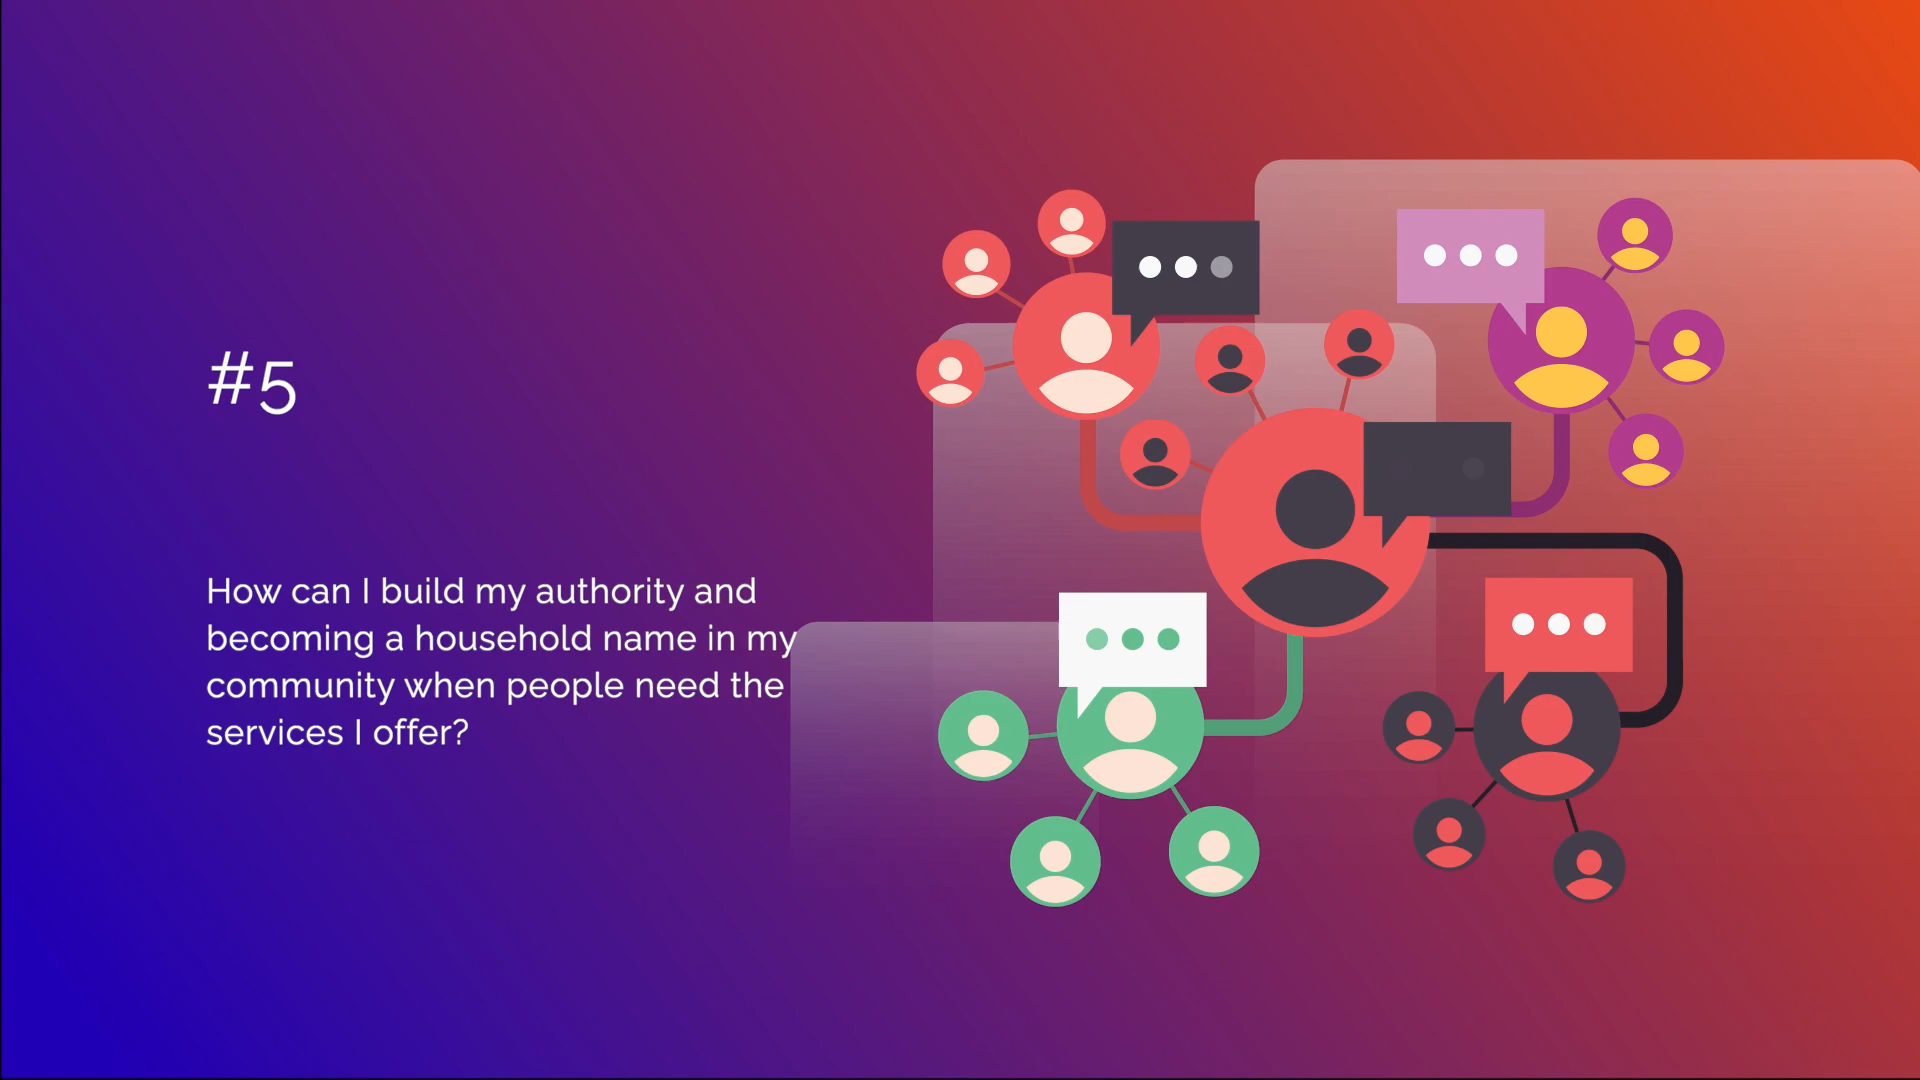 #5
How can I build my authority and
becoming a household name in my
community when people need the
services I offer?